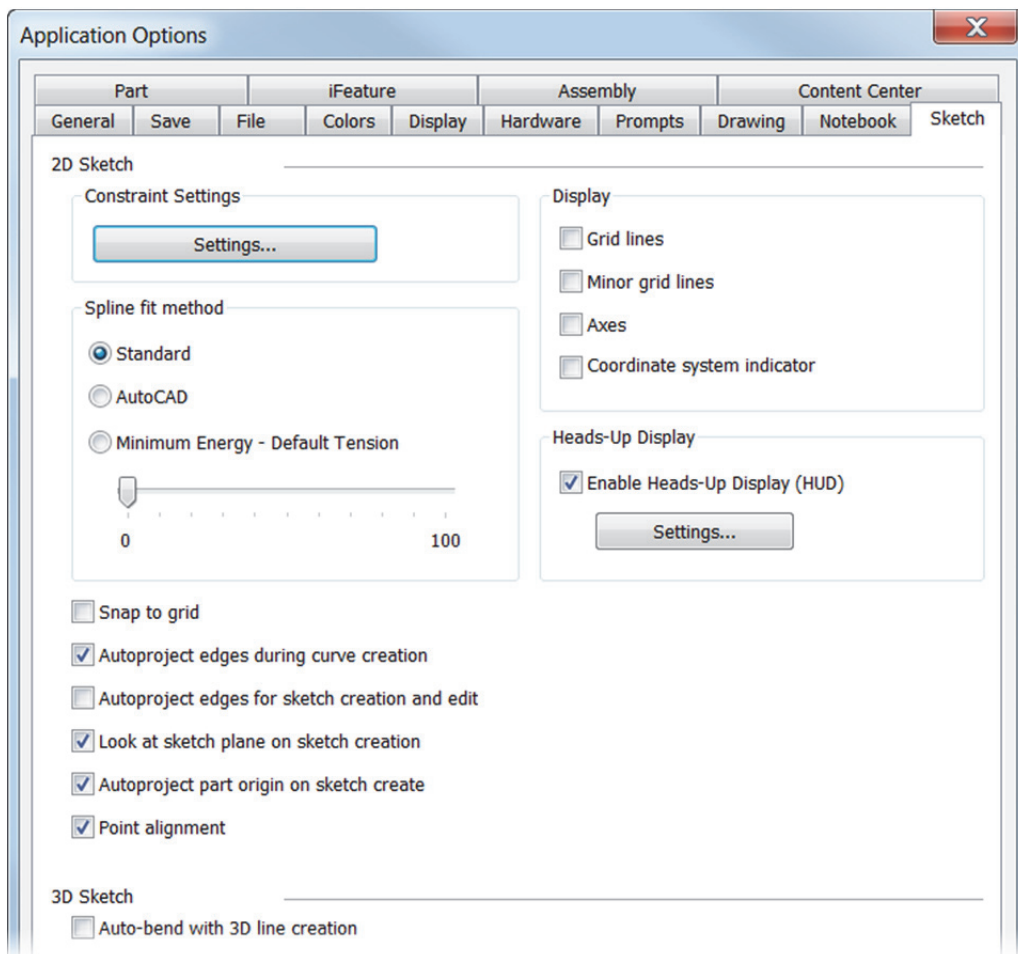 Application Options
X
Part iFeature Assembly Content Center
General Save File Colors Display Hardware Prompts Drawing Notebook Sketch
2D Sketch
Constraint Settings
Settings...
Spline fit method
Standard
AutoCAD
Minimum Energy - Default Tension
0 100
Display
Grid lines
Minor grid lines
Axes
Coordinate system indicator
Heads-Up Display
Enable Heads-Up Display (HUD)
Settings...
Snap to grid
Autoproject edges during curve creation
Autoproject edges for sketch creation and edit
Look at sketch plane on sketch creation
Autoproject part origin on sketch create
Point alignment
3D Sketch
Auto-bend with 3D line creation